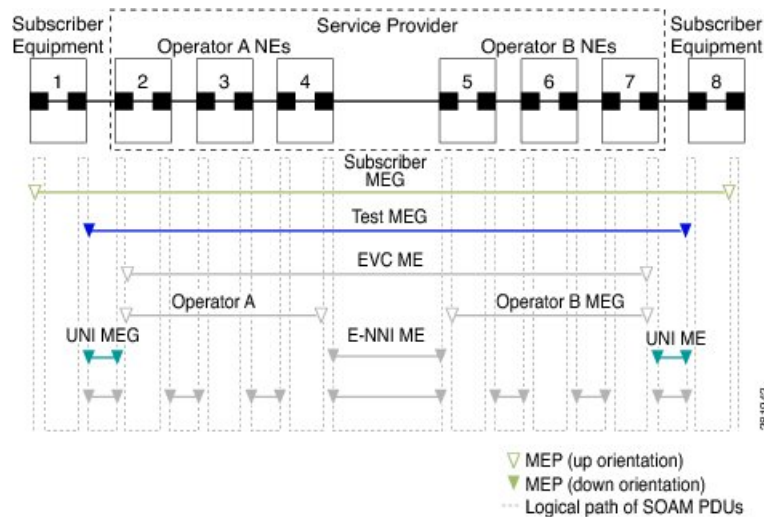 Subscriber Equipment
Service Provider
Subscriber Equipment
Operator A NEs
Operator B NEs
1
2
3
4
5
6
7
8
Subscriber
MEG
Test MEG
EVC ME
Operator A
Operator B MEG
UNI MEG
E-NNI ME
UNI ME
MEP (up orientation)
MEP (down orientation)
Logical path of SOAM PDUs